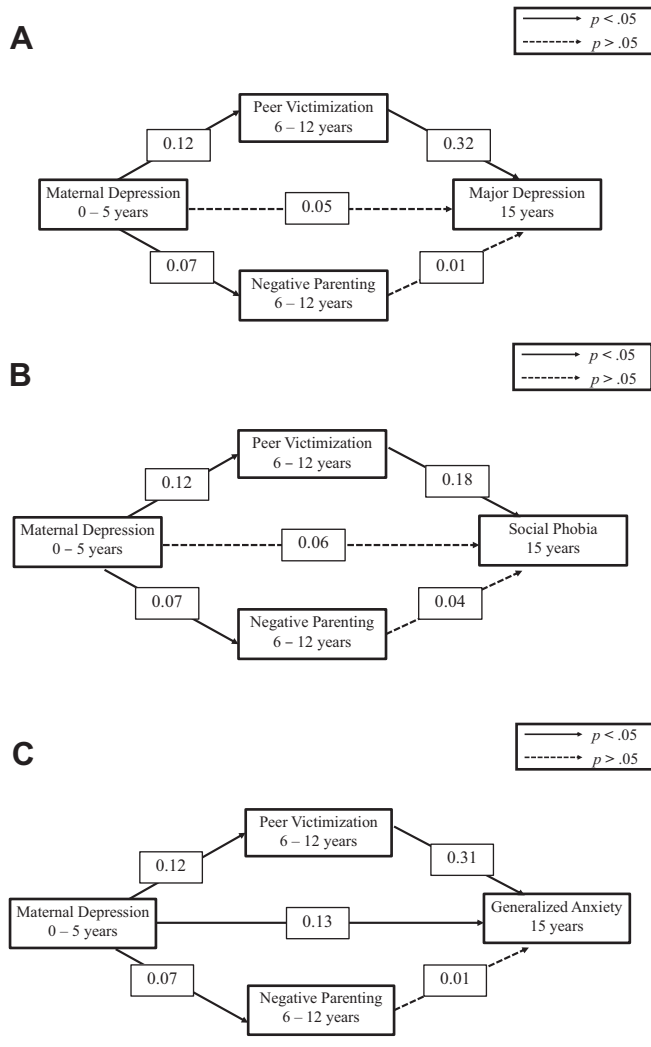 A
p < .05
p > .05
Peer Victimization
6 – 12 years
0.12
0.32
Maternal Depression
0 – 5 years
0.05
Major Depression
15 years
0.07
0.01
Negative Parenting
6 – 12 years
B
p < .05
p > .05
Peer Victimization
6 – 12 years
0.12
0.18
Maternal Depression
0 – 5 years
0.06
Social Phobia
15 years
0.07
0.04
Negative Parenting
6 – 12 years
C
p < .05
p > .05
Peer Victimization
6 – 12 years
0.12
0.31
Maternal Depression
0 – 5 years
0.13
Generalized Anxiety
15 years
0.07
0.01
Negative Parenting
6 – 12 years